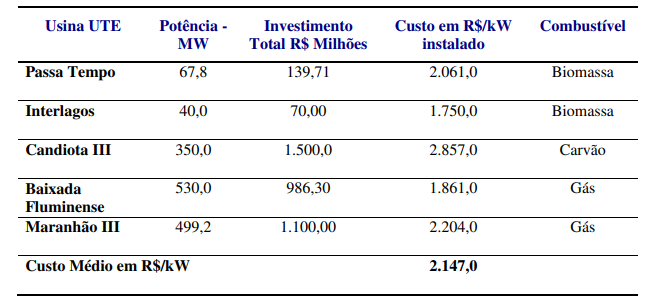 Usina UTE Potência - MW Investimento Total R$ Milhões Custo em R$/kW instalado Combustível
Passa Tempo 67,8 139,71 2.061,0 Biomassa
Interlagos 40,0 70,00 1.750,0 Biomassa
Candiota III 350,0 1.500,0 2.857,0 Carvão
Baixada Fluminense 530,0 986,30 1.861,0 Gás
Maranhão III 499,2 1.100,00 2.204,0 Gás
Custo Médio em R$/kW 2.147,0